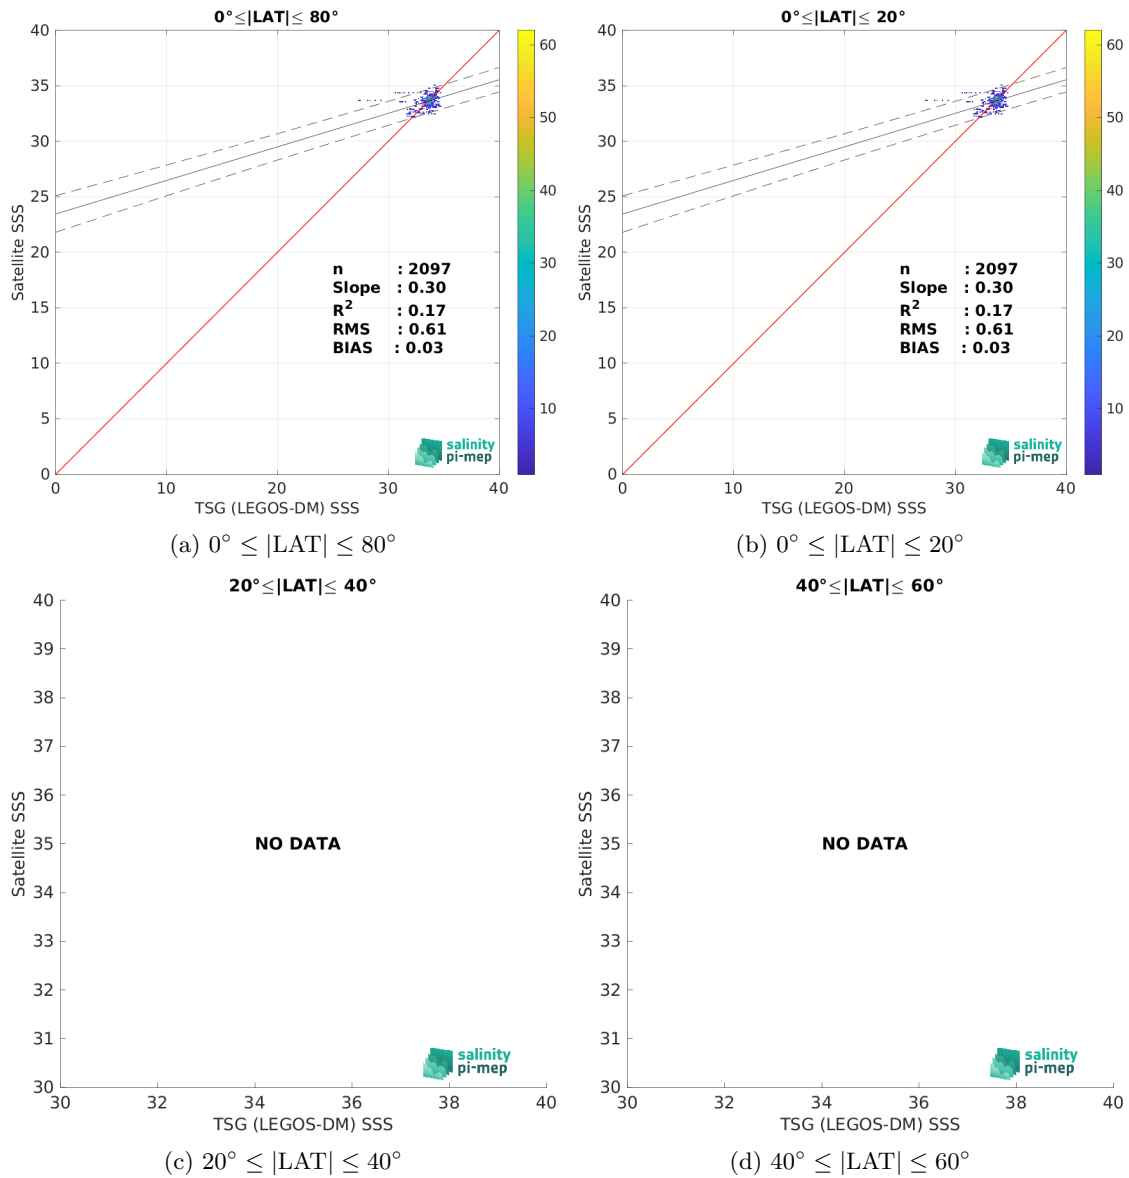 0°≤|LAT|≤ 80°
40
35
30
25
20
15
10
5
0
Satellite SSS
n : 2097
Slope : 0.30
R² : 0.17
RMS : 0.61
BIAS : 0.03
salinity
pi-mep
0 10 20 30 40
TSG (LEGOS-DM) SSS
60
50
40
30
20
10
(a) 0° ≤ |LAT| ≤ 80°
0°≤|LAT|≤ 20°
40
35
30
25
20
15
10
5
0
Satellite SSS
n : 2097
Slope : 0.30
R² : 0.17
RMS : 0.61
BIAS : 0.03
salinity
pi-mep
0 10 20 30 40
TSG (LEGOS-DM) SSS
60
50
40
30
20
10
(b) 0° ≤ |LAT| ≤ 20°
20°≤|LAT|≤ 40°
40
39
38
37
36
35
34
33
32
31
30
Satellite SSS
NO DATA
salinity
pi-mep
30 32 34 36 38 40
TSG (LEGOS-DM) SSS
(c) 20° ≤ |LAT| ≤ 40°
40°≤|LAT|≤ 60°
40
39
38
37
36
35
34
33
32
31
30
Satellite SSS
NO DATA
salinity
pi-mep
30 32 34 36 38 40
TSG (LEGOS-DM) SSS
(d) 40° ≤ |LAT| ≤ 60°